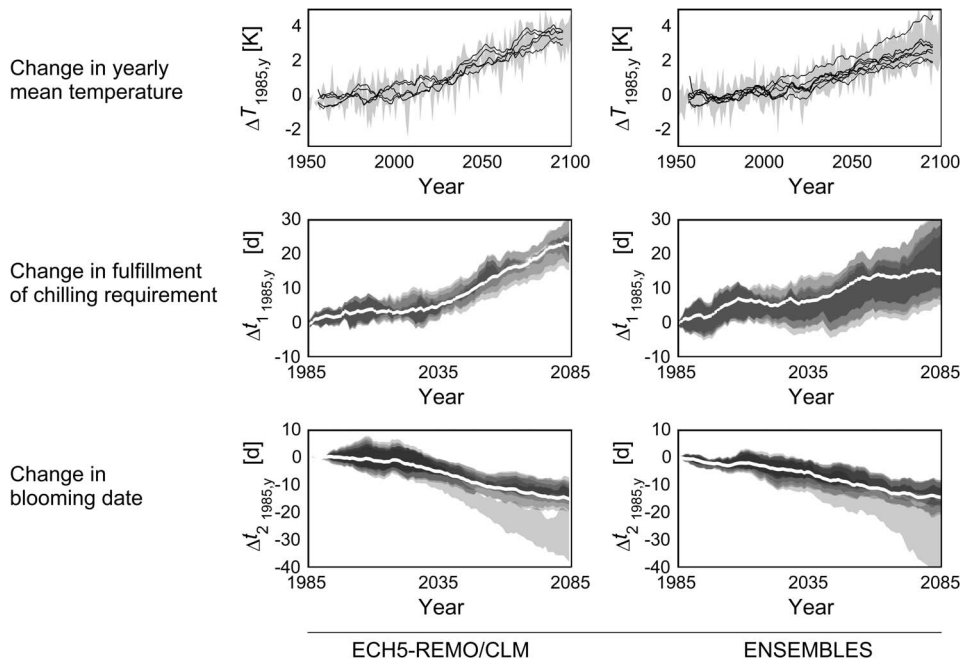 Change in yearly
mean temperature
ΔT1985,y [K]
4
2
0
-2
1950 2000 2050 2100
Year
ΔT1985,y [K]
4
2
0
-2
1950 2000 2050 2100
Year
Change in fulfillment
of chilling requirement
Δt1 1985,y [d]
30
20
10
0
-10
1985 2035 2085
Year
Δt1 1985,y [d]
30
20
10
0
-10
1985 2035 2085
Year
Change in
blooming date
Δt2 1985,y [d]
10
0
-10
-20
-30
-40
1985 2035 2085
Year
Δt2 1985,y [d]
10
0
-10
-20
-30
-40
1985 2035 2085
Year
ECH5-REMO/CLM ENSEMBLES